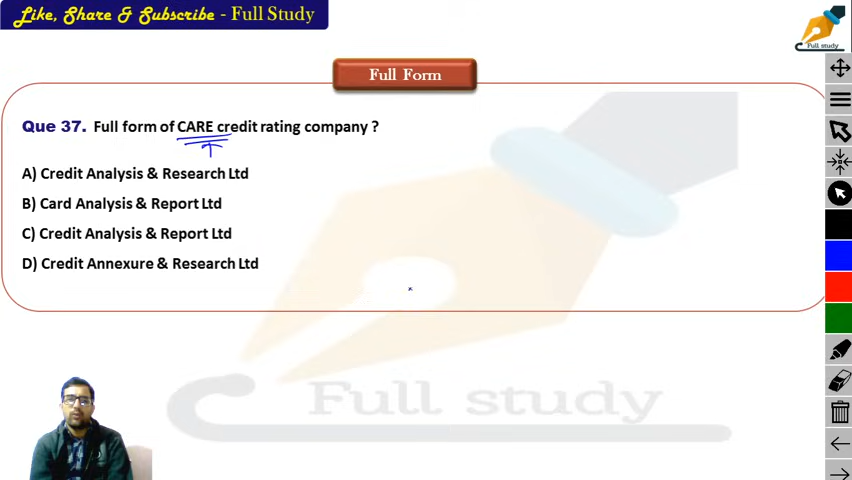 Like, Share & Subscribe - Full Study
Full study
Full Form
Que 37. Full form of CARE credit rating company ?
A) Credit Analysis & Research Ltd
B) Card Analysis & Report Ltd
C) Credit Analysis & Report Ltd
D) Credit Annexure & Research Ltd
Full study